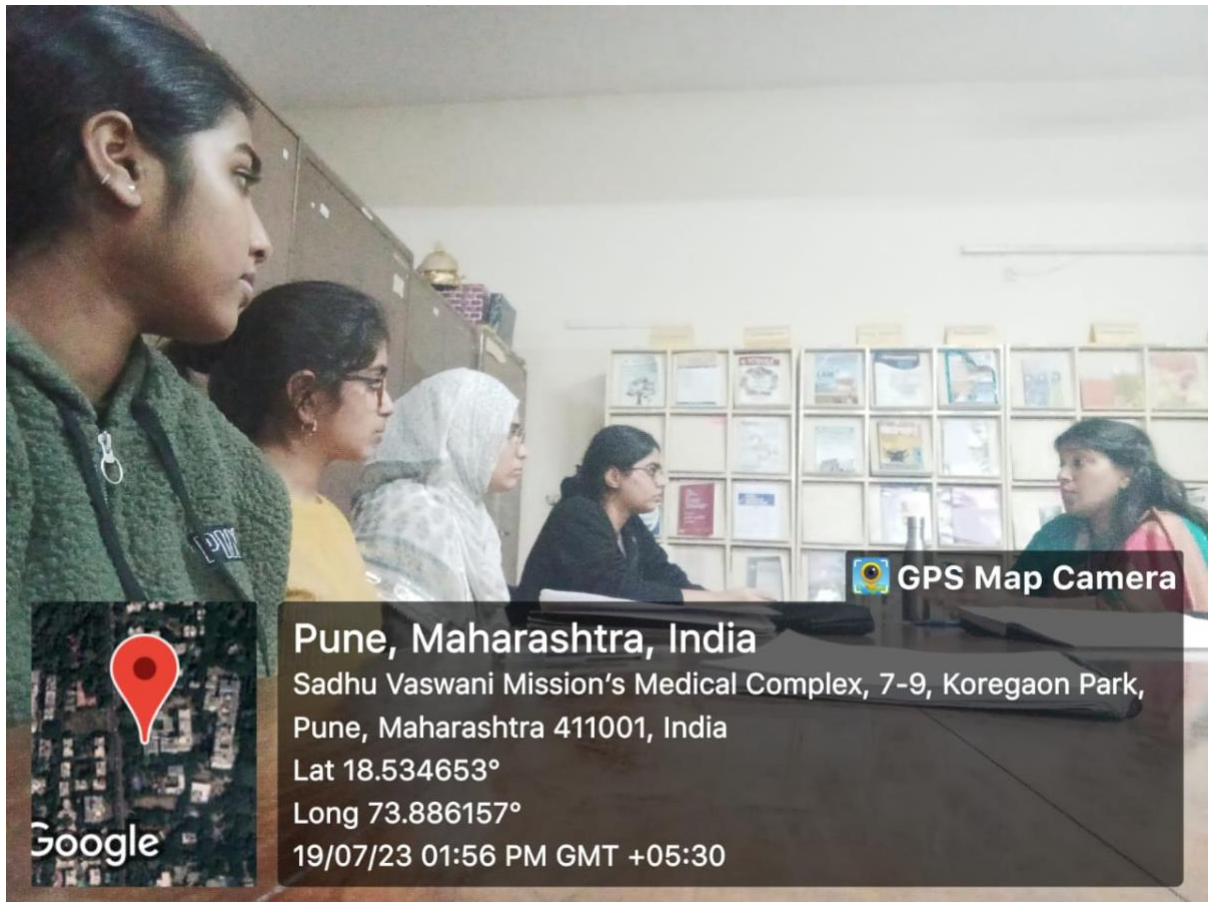 GPS Map Camera
Pune, Maharashtra, India
Sadhu Vaswani Mission's Medical Complex, 7-9, Koregaon Park,
Pune, Maharashtra 411001, India
Lat 18.534653°
Long 73.886157°
19/07/23 01:56 PM GMT +05:30
Google